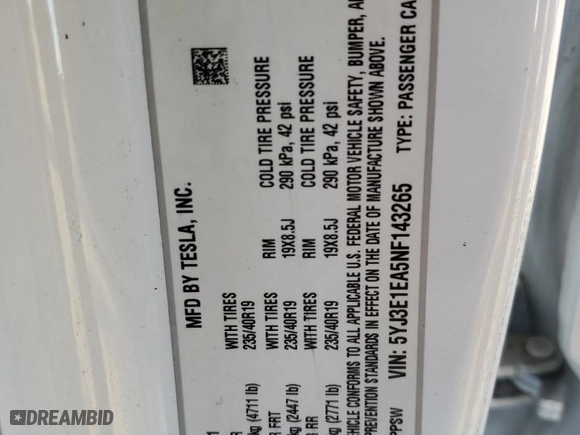 MFD BY TESLA, INC.
WITH TIRES
235/40R19
kg (4711 lb)
FRT WITH TIRES RIM COLD TIRE PRESSURE
kg (2447 lb) 235/40R19 19X8.5J 290 kPa, 42 psi
RR WITH TIRES RIM COLD TIRE PRESSURE
kg (2771 lb) 235/40R19 19X8.5J 290 kPa, 42 psi
VEHICLE CONFORMS TO ALL APPLICABLE U.S. FEDERAL MOTOR VEHICLE SAFETY, BUMPER,
PREVENTION STANDARDS IN EFFECT ON THE DATE OF MANUFACTURE SHOWN ABOVE.
PPSW VIN: 5YJ3E1EA5NF143265 TYPE: PASSENGER
DREAMBID